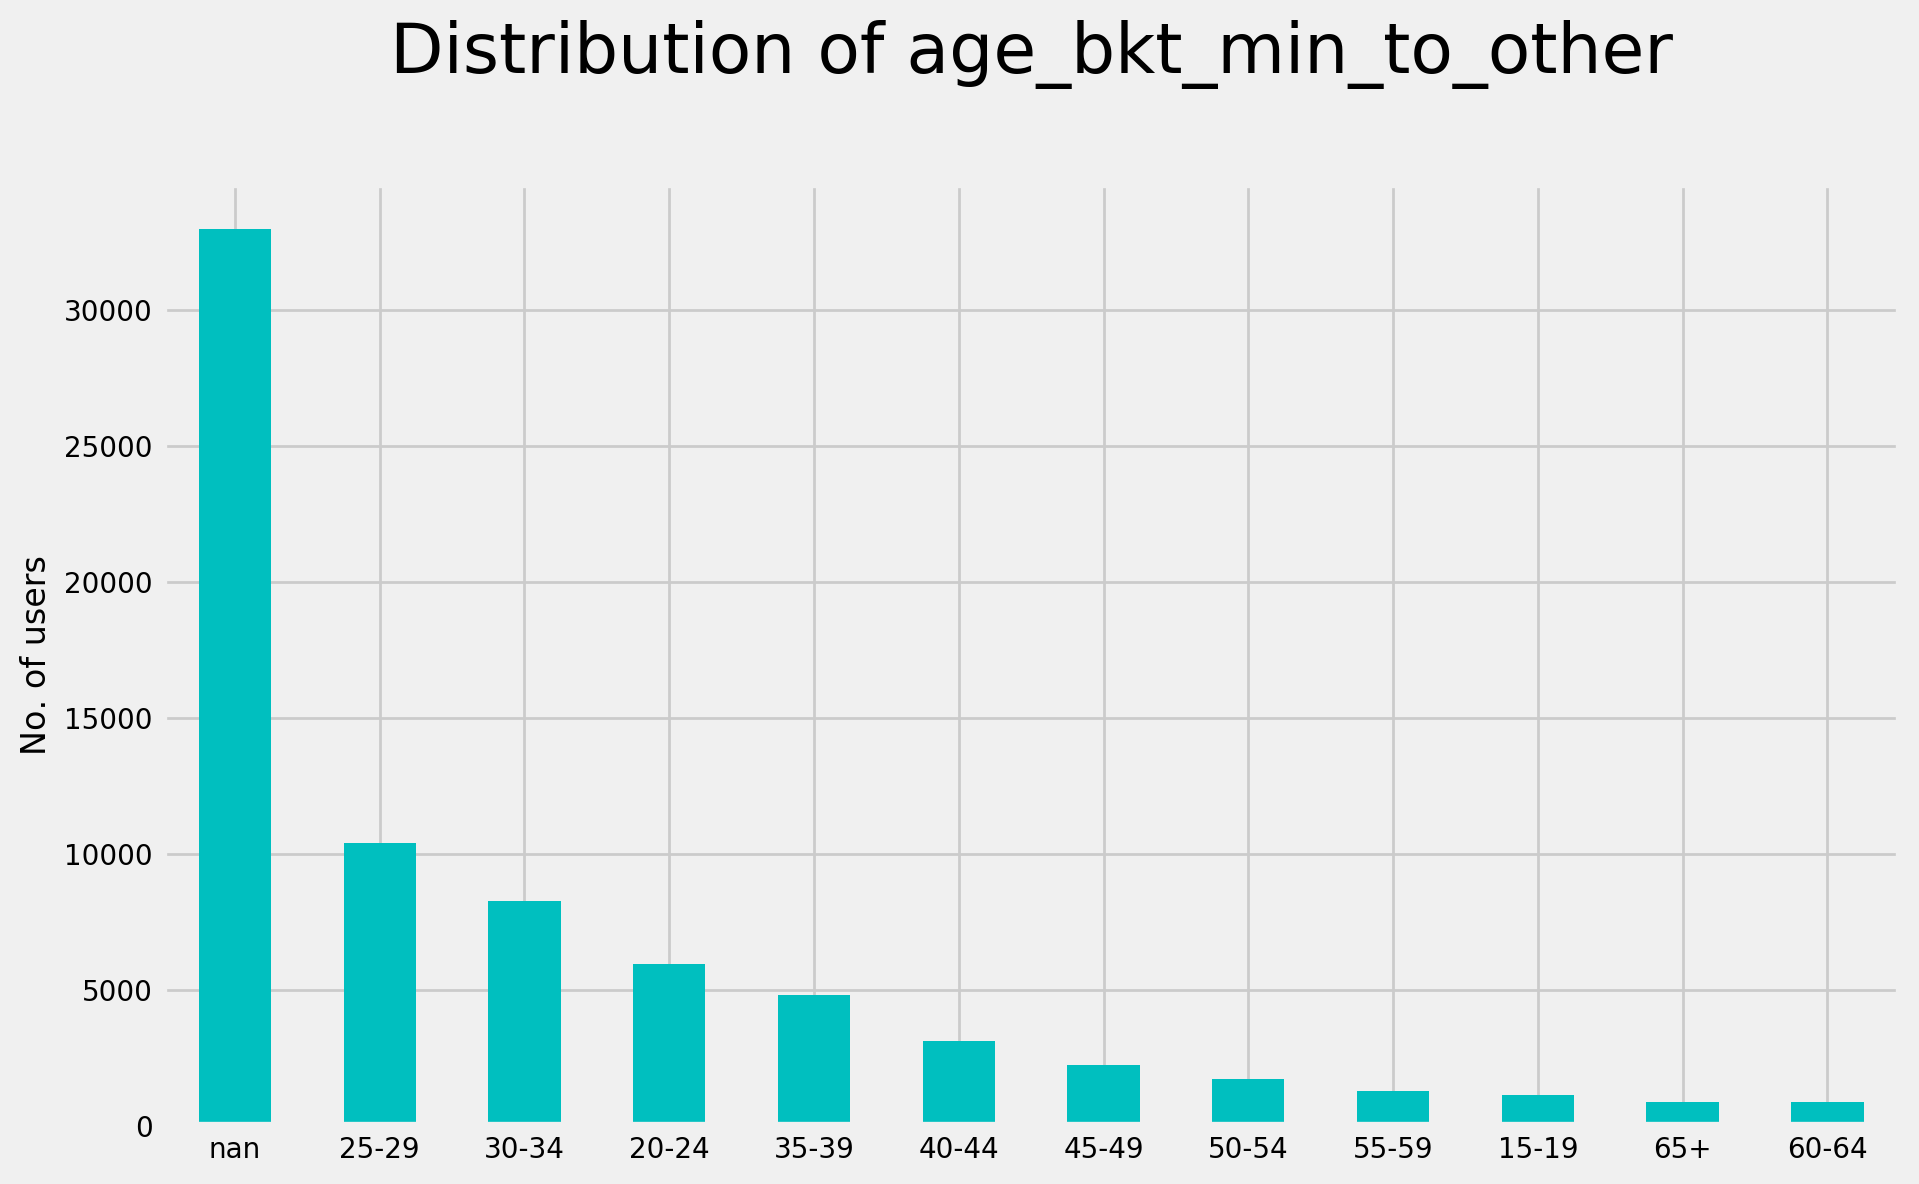 Distribution of age_bkt_min_to_other
No. of users
30000
25000
20000
15000
10000
5000
0
nan 25-29 30-34 20-24 35-39 40-44 45-49 50-54 55-59 15-19 65+ 60-64